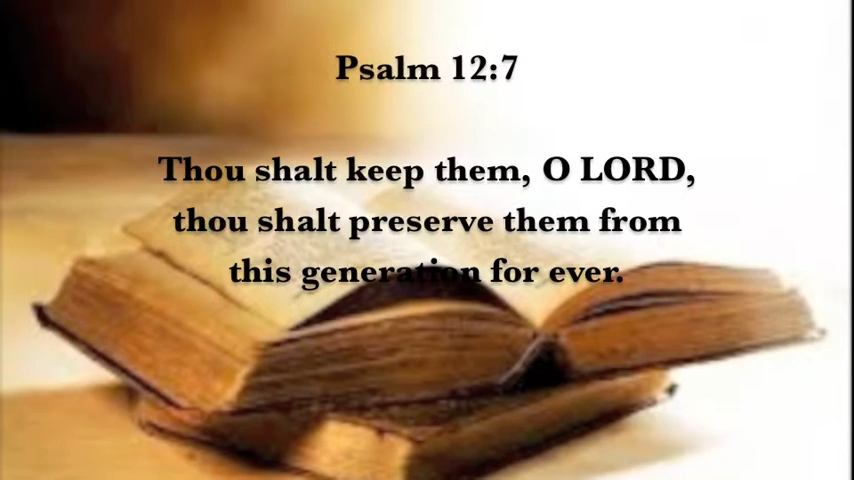 Psalm 12:7
Thou shalt keep them, O LORD,
thou shalt preserve them from
this generation for ever.